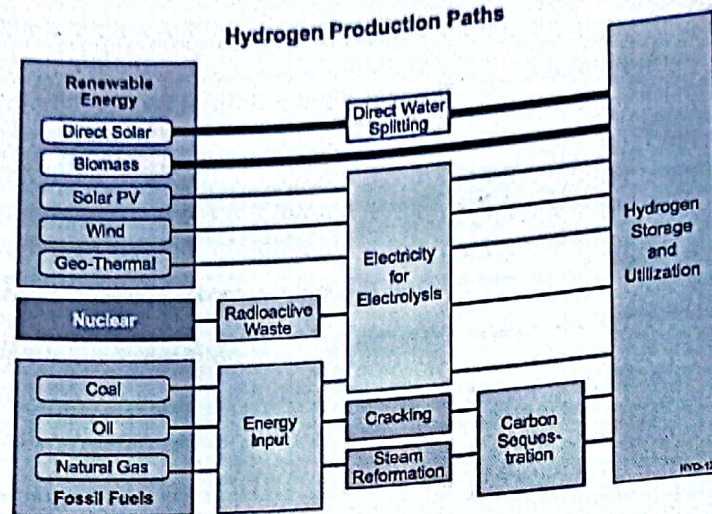 Hydrogen Production Paths
Renewable
Energy
Direct Solar
Biomass
Solar PV
Wind
Geo-Thermal
Nuclear
Coal
Oil
Natural Gas
Fossil Fuels
Radioactive
Waste
Energy
Input
Direct Water
Splitting
Electricity
for
Electrolysis
Cracking
Steam
Reformation
Carbon
Seques-
tration
Hydrogen
Storage
and
Utilization